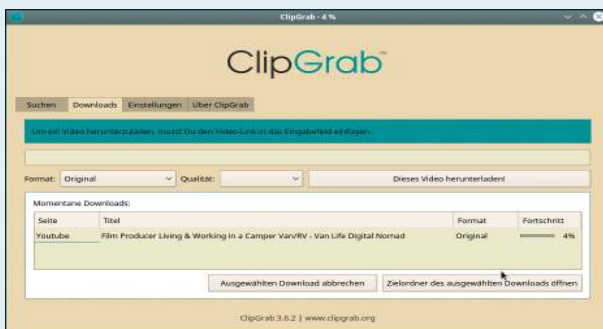 ClipGrab - 4 %
ClipGrab™
Suchen Downloads Einstellungen Über ClipGrab
Um ein Video herunterzuladen, musst Du den Video-Link in das Eingabefeld einfügen.
Format: Original Qualität: Dieses Video herunterladen!
Momentane Downloads:
Seite Titel Format Fortschritt
Youtube Film Producer Living & Working in a Camper Van/RV - Van Life Digital Nomad Original 4%
Ausgewählten Download abbrechen Zielordner des ausgewählten Downloads öffnen
ClipGrab 3.6.2 | www.clipgrab.org